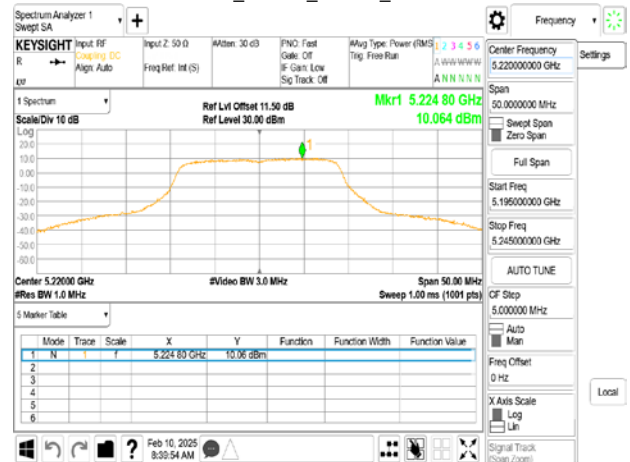 Spectrum Analyzer 1
Swept SA
Frequency
KEYSIGHT Input: RF Input Z: 50 Ω #Atten: 30 dB PNO: Fast #Avg Type: Power (RMS 1 2 3 4 5 6
R Coupling: DC Gate: Off Trig: Free Run A W W W W W
Align: Auto Freq Ref: Int (S) IF Gain: Low
Sig Track: Off A N N N N N
Center Frequency
5.220000000 GHz
Settings
Span
50.0000000 MHz
Swept Span
Zero Span
Full Span
Start Freq
5.195000000 GHz
Stop Freq
5.245000000 GHz
AUTO TUNE
CF Step
5.000000 MHz
Auto
Man
Freq Offset
0 Hz
X Axis Scale
Log
Lin
Signal Track
(Span Zoom)
Local
1 Spectrum
Scale/Div 10 dB
Ref Lvl Offset 11.50 dB
Ref Level 30.00 dBm
Mkr1 5.224 80 GHz
10.064 dBm
Log
20.0
10.0
0.00
-10.0
-20.0
-30.0
-40.0
-50.0
-60.0
1
Center 5.22000 GHz #Video BW 3.0 MHz Span 50.00 MHz
#Res BW 1.0 MHz Sweep 1.00 ms (1001 pts)
5 Marker Table
Mode Trace Scale X Y Function Function Width Function Value
1 N 1 f 5.224 80 GHz 10.06 dBm
2
3
4
5
6
? Feb 10, 2025
8:39:54 AM